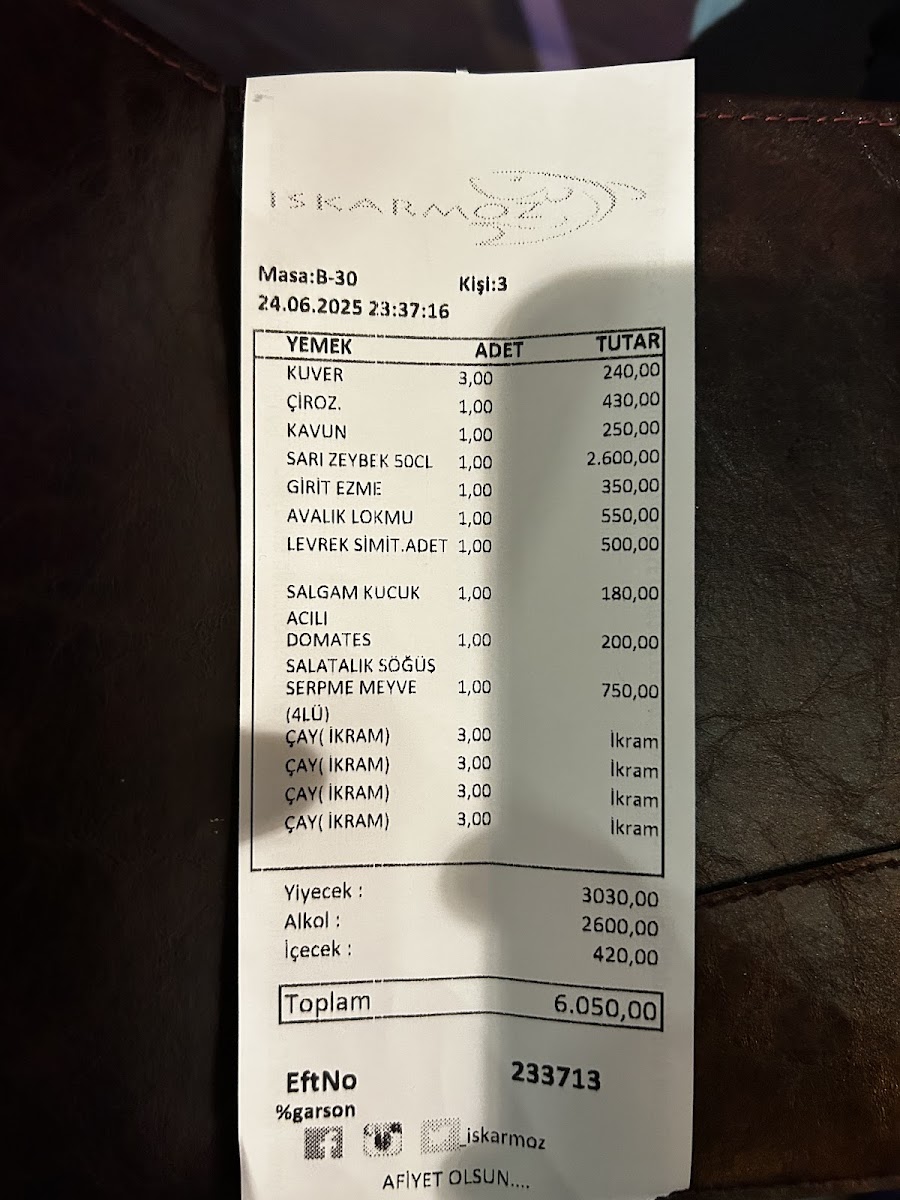 ISKARMOZ
Masa:B-30 Kişi:3
24.06.2025 23:37:16
YEMEK ADET TUTAR
KUVER 3,00 240,00
ÇİROZ. 1,00 430,00
KAVUN 1,00 250,00
SARI ZEYBEK 50CL 1,00 2.600,00
GİRİT EZME 1,00 350,00
AVALIK LOKMU 1,00 550,00
LEVREK SİMİT.ADET 1,00 500,00
SALGAM KUCUK 1,00 180,00
ACILI
DOMATES 1,00 200,00
SALATALIK SÖĞÜŞ
SERPME MEYVE 1,00 750,00
(4LÜ)
ÇAY( İKRAM) 3,00 İkram
ÇAY( İKRAM) 3,00 İkram
ÇAY( İKRAM) 3,00 İkram
ÇAY( İKRAM) 3,00 İkram
Yiyecek : 3030,00
Alkol : 2600,00
İçecek : 420,00
Toplam 6.050,00
EftNo 233713
%garson
_iskarmoz
AFİYET OLSUN....